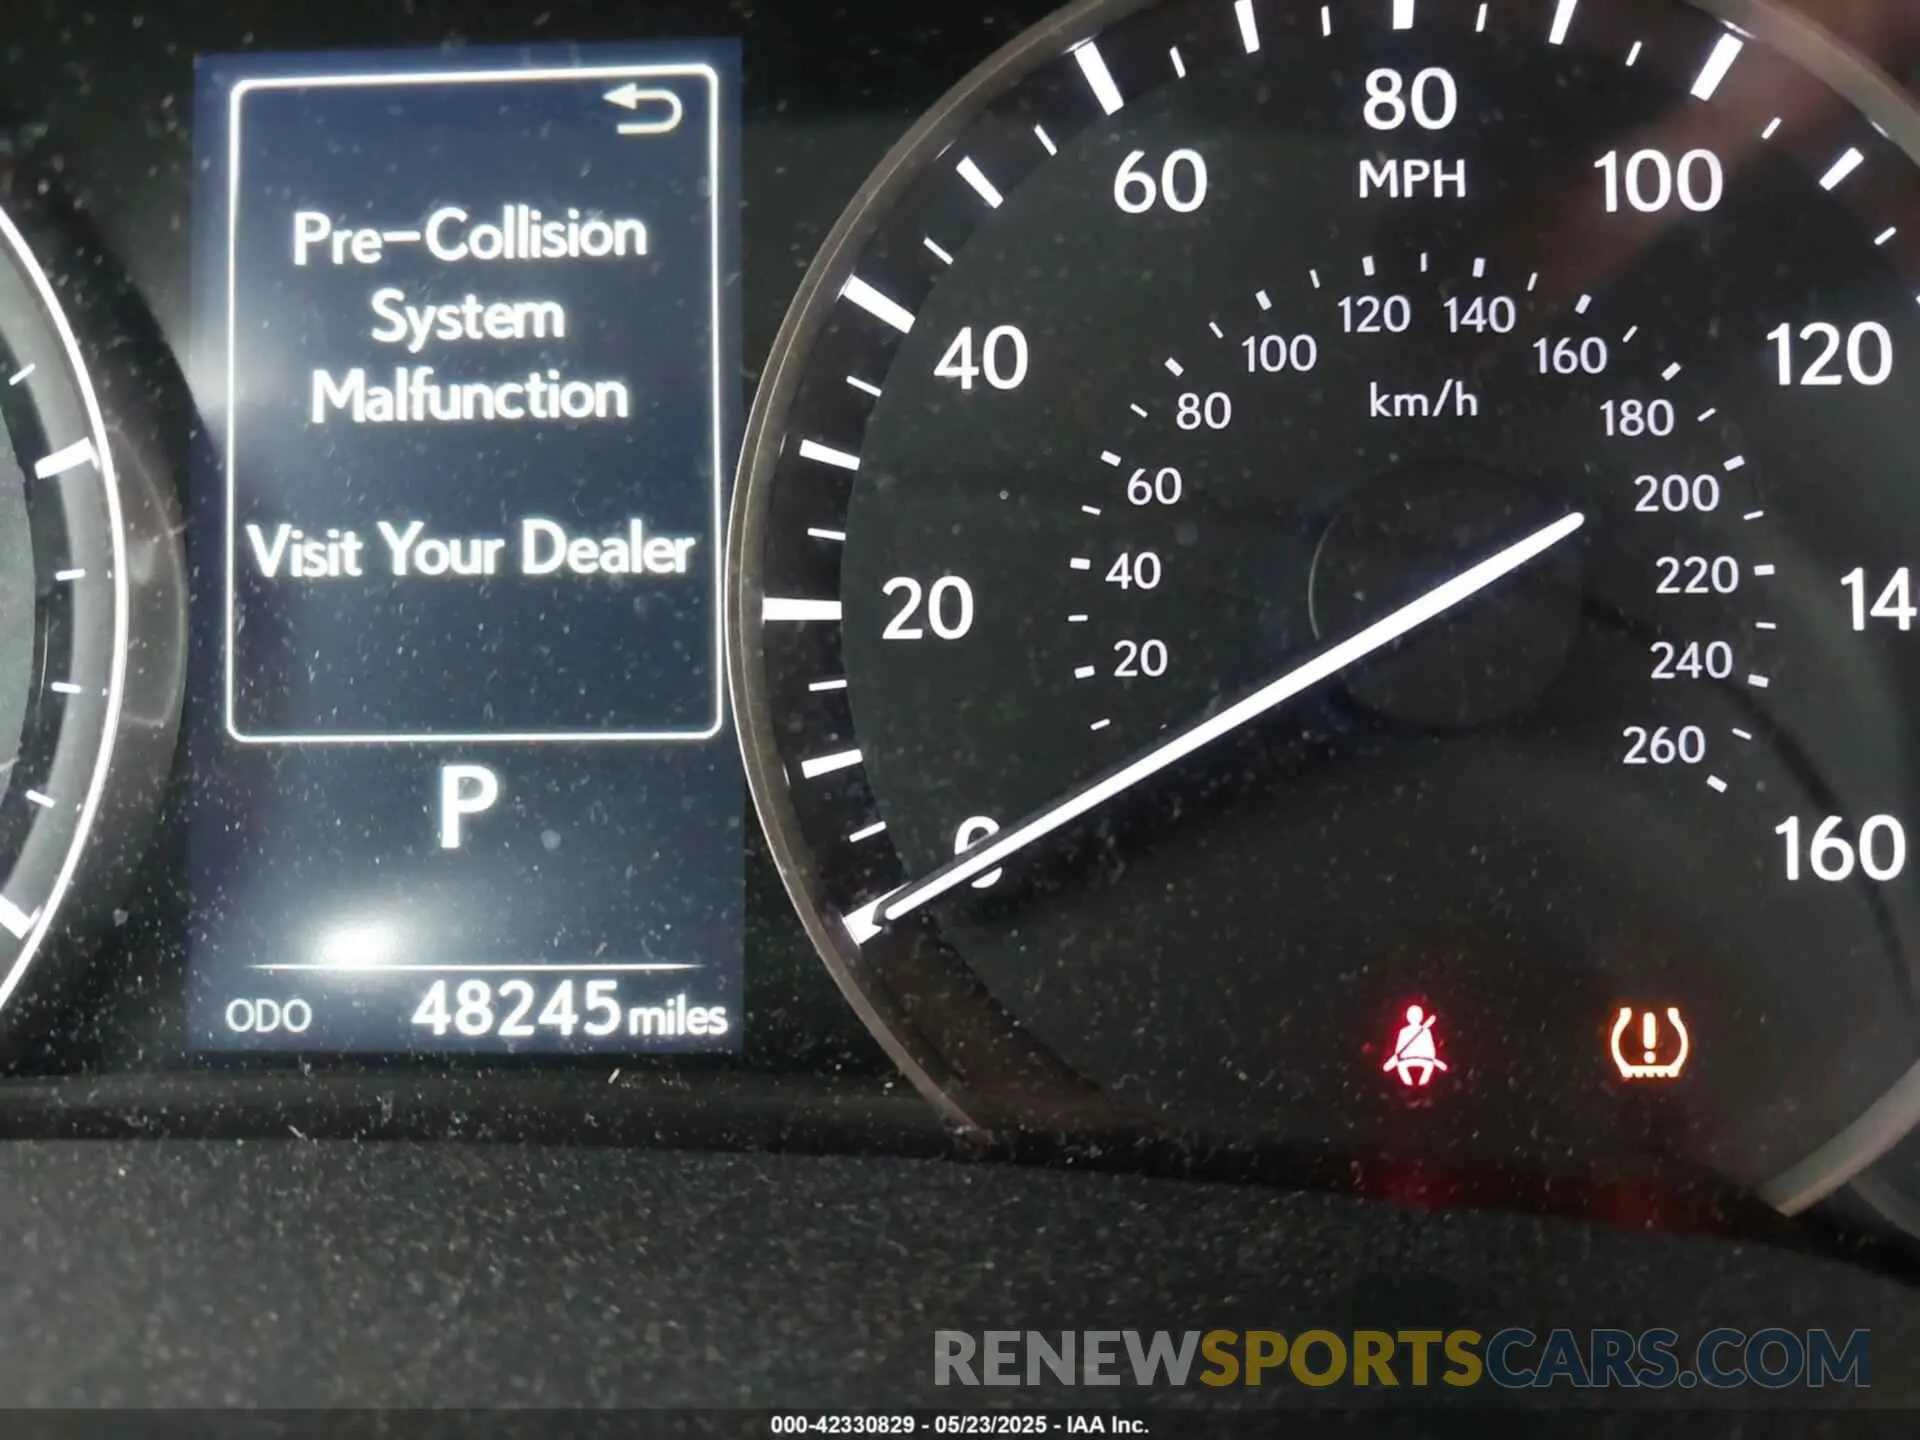 Pre-Collision
System
Malfunction
Visit Your Dealer
P
ODO 48245 miles
0
20
40
60
80
MPH
100
120
14
160
20
40
60
80
100
120
140
160
180
200
220
240
260
km/h
RENEWSPORTSCARS.COM
000-42330829 - 05/23/2025 - IAA Inc.